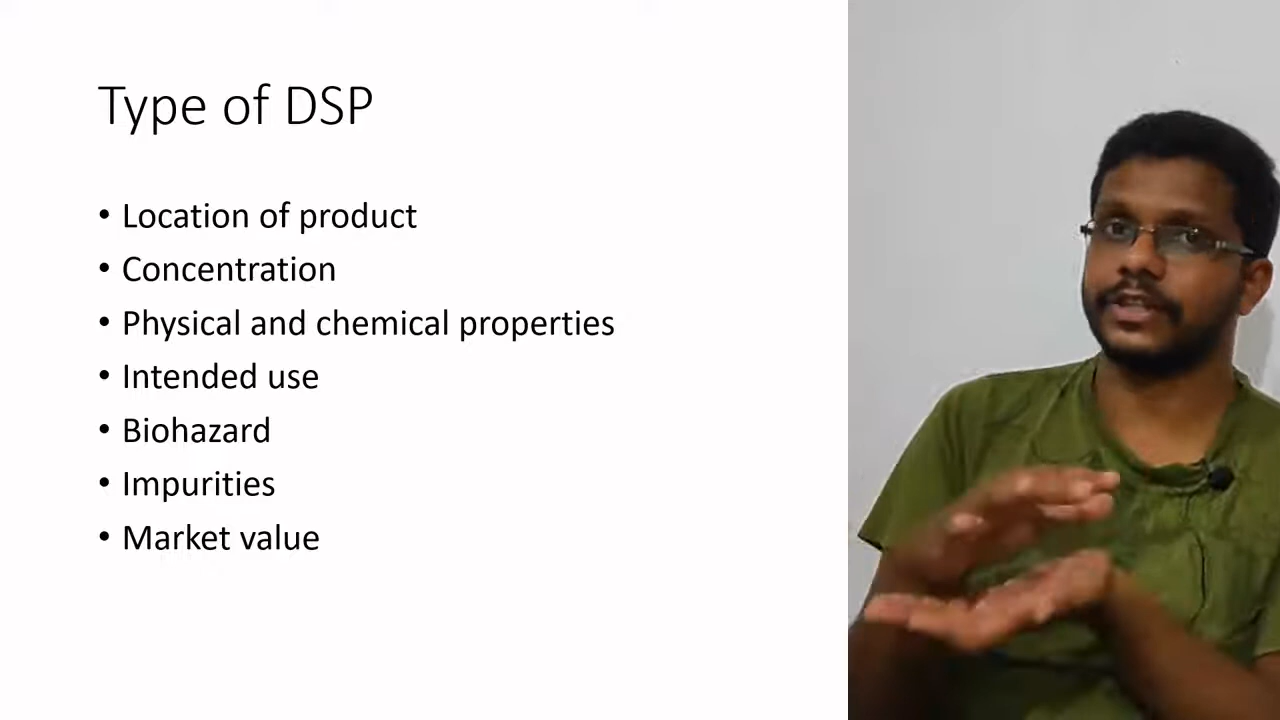 Type of DSP
• Location of product
• Concentration
• Physical and chemical properties
• Intended use
• Biohazard
• Impurities
• Market value